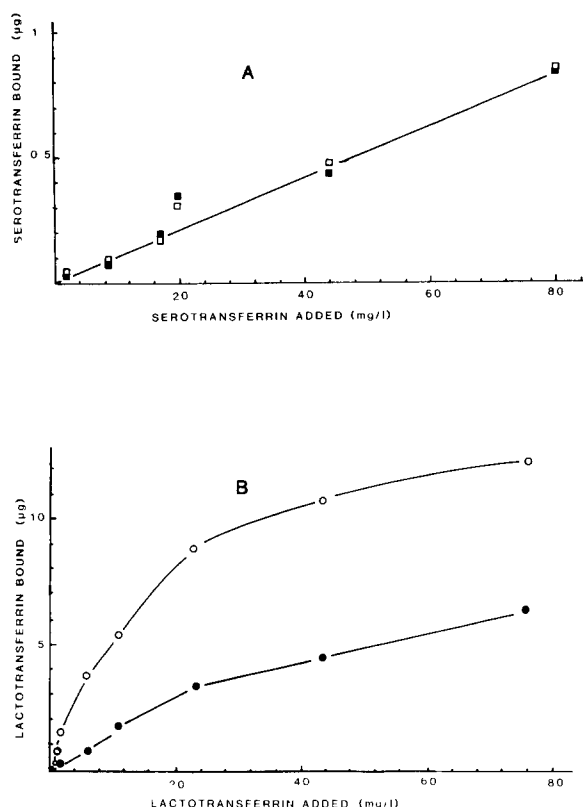 1
A
SEROTRANSFERRIN BOUND (µg)
0 5
20
40
60
80
SEROTRANSFERRIN ADDED (mg/l)
B
LACTOTRANSFERRIN BOUND (µg)
10
5
20
40
60
80
LACTOTRANSFERRIN ADDED (mg/l)